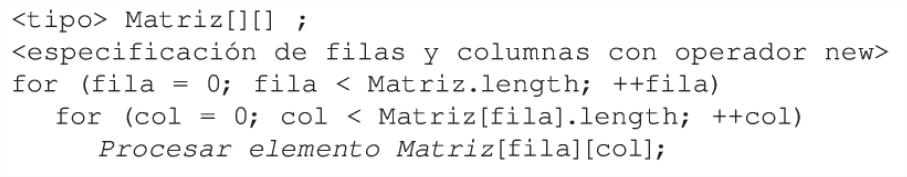 <tipo> Matriz[][] ;
<especificación de filas y columnas con operador new>
for (fila = 0; fila < Matriz.length; ++fila)
for (col = 0; col < Matriz[fila].length; ++col)
Procesar elemento Matriz[fila][col];